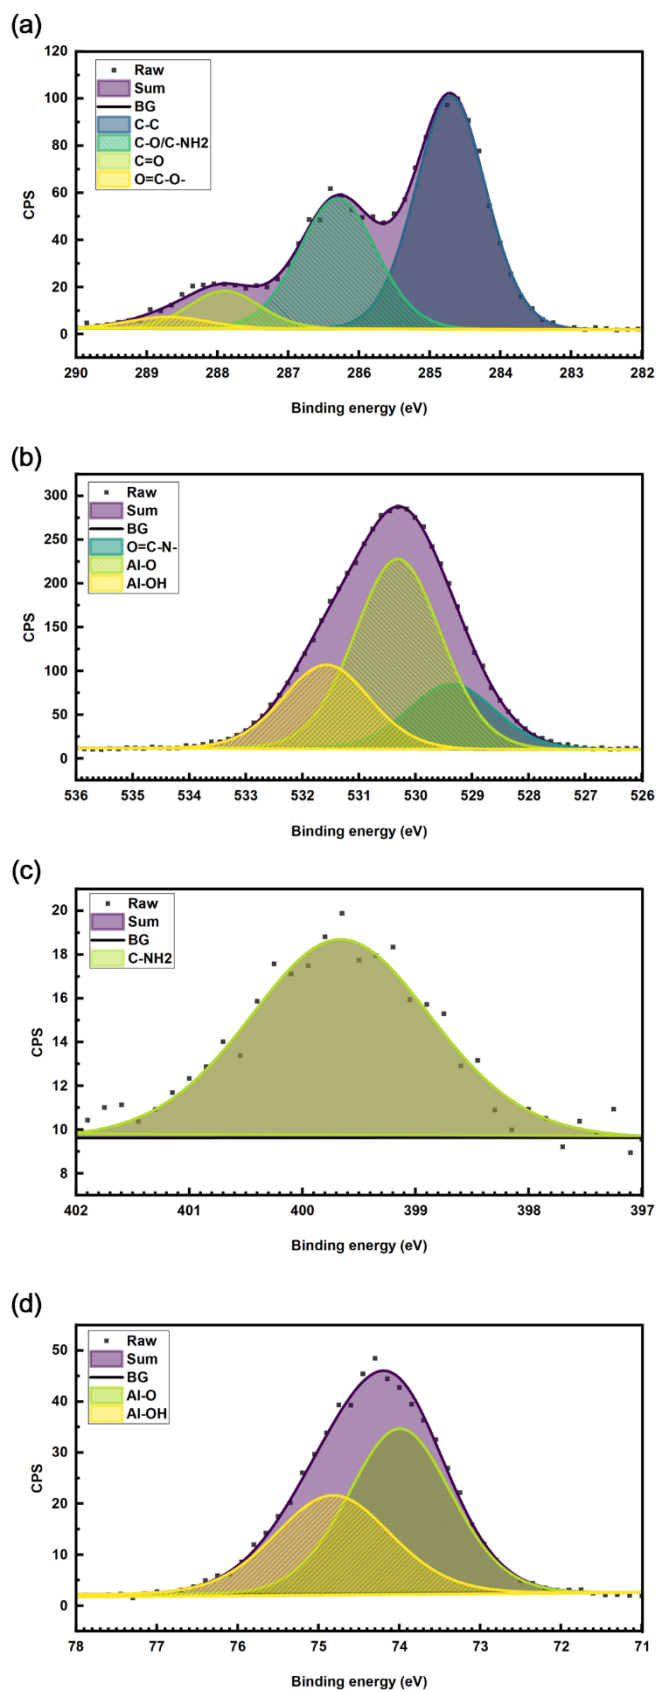 (a)
120
100
80
60
40
20
0
CPS
Raw
Sum
BG
C-C
C-O/C-NH2
C=O
O=C-O-
290 289 288 287 286 285 284 283 282
Binding energy (eV)
(b)
300
250
200
150
100
50
0
CPS
Raw
Sum
BG
O=C-N-
Al-O
Al-OH
536 535 534 533 532 531 530 529 528 527 526
Binding energy (eV)
(c)
20
18
16
14
12
10
8
CPS
Raw
Sum
BG
C-NH2
402 401 400 399 398 397
Binding energy (eV)
(d)
50
40
30
20
10
0
CPS
Raw
Sum
BG
Al-O
Al-OH
78 77 76 75 74 73 72 71
Binding energy (eV)